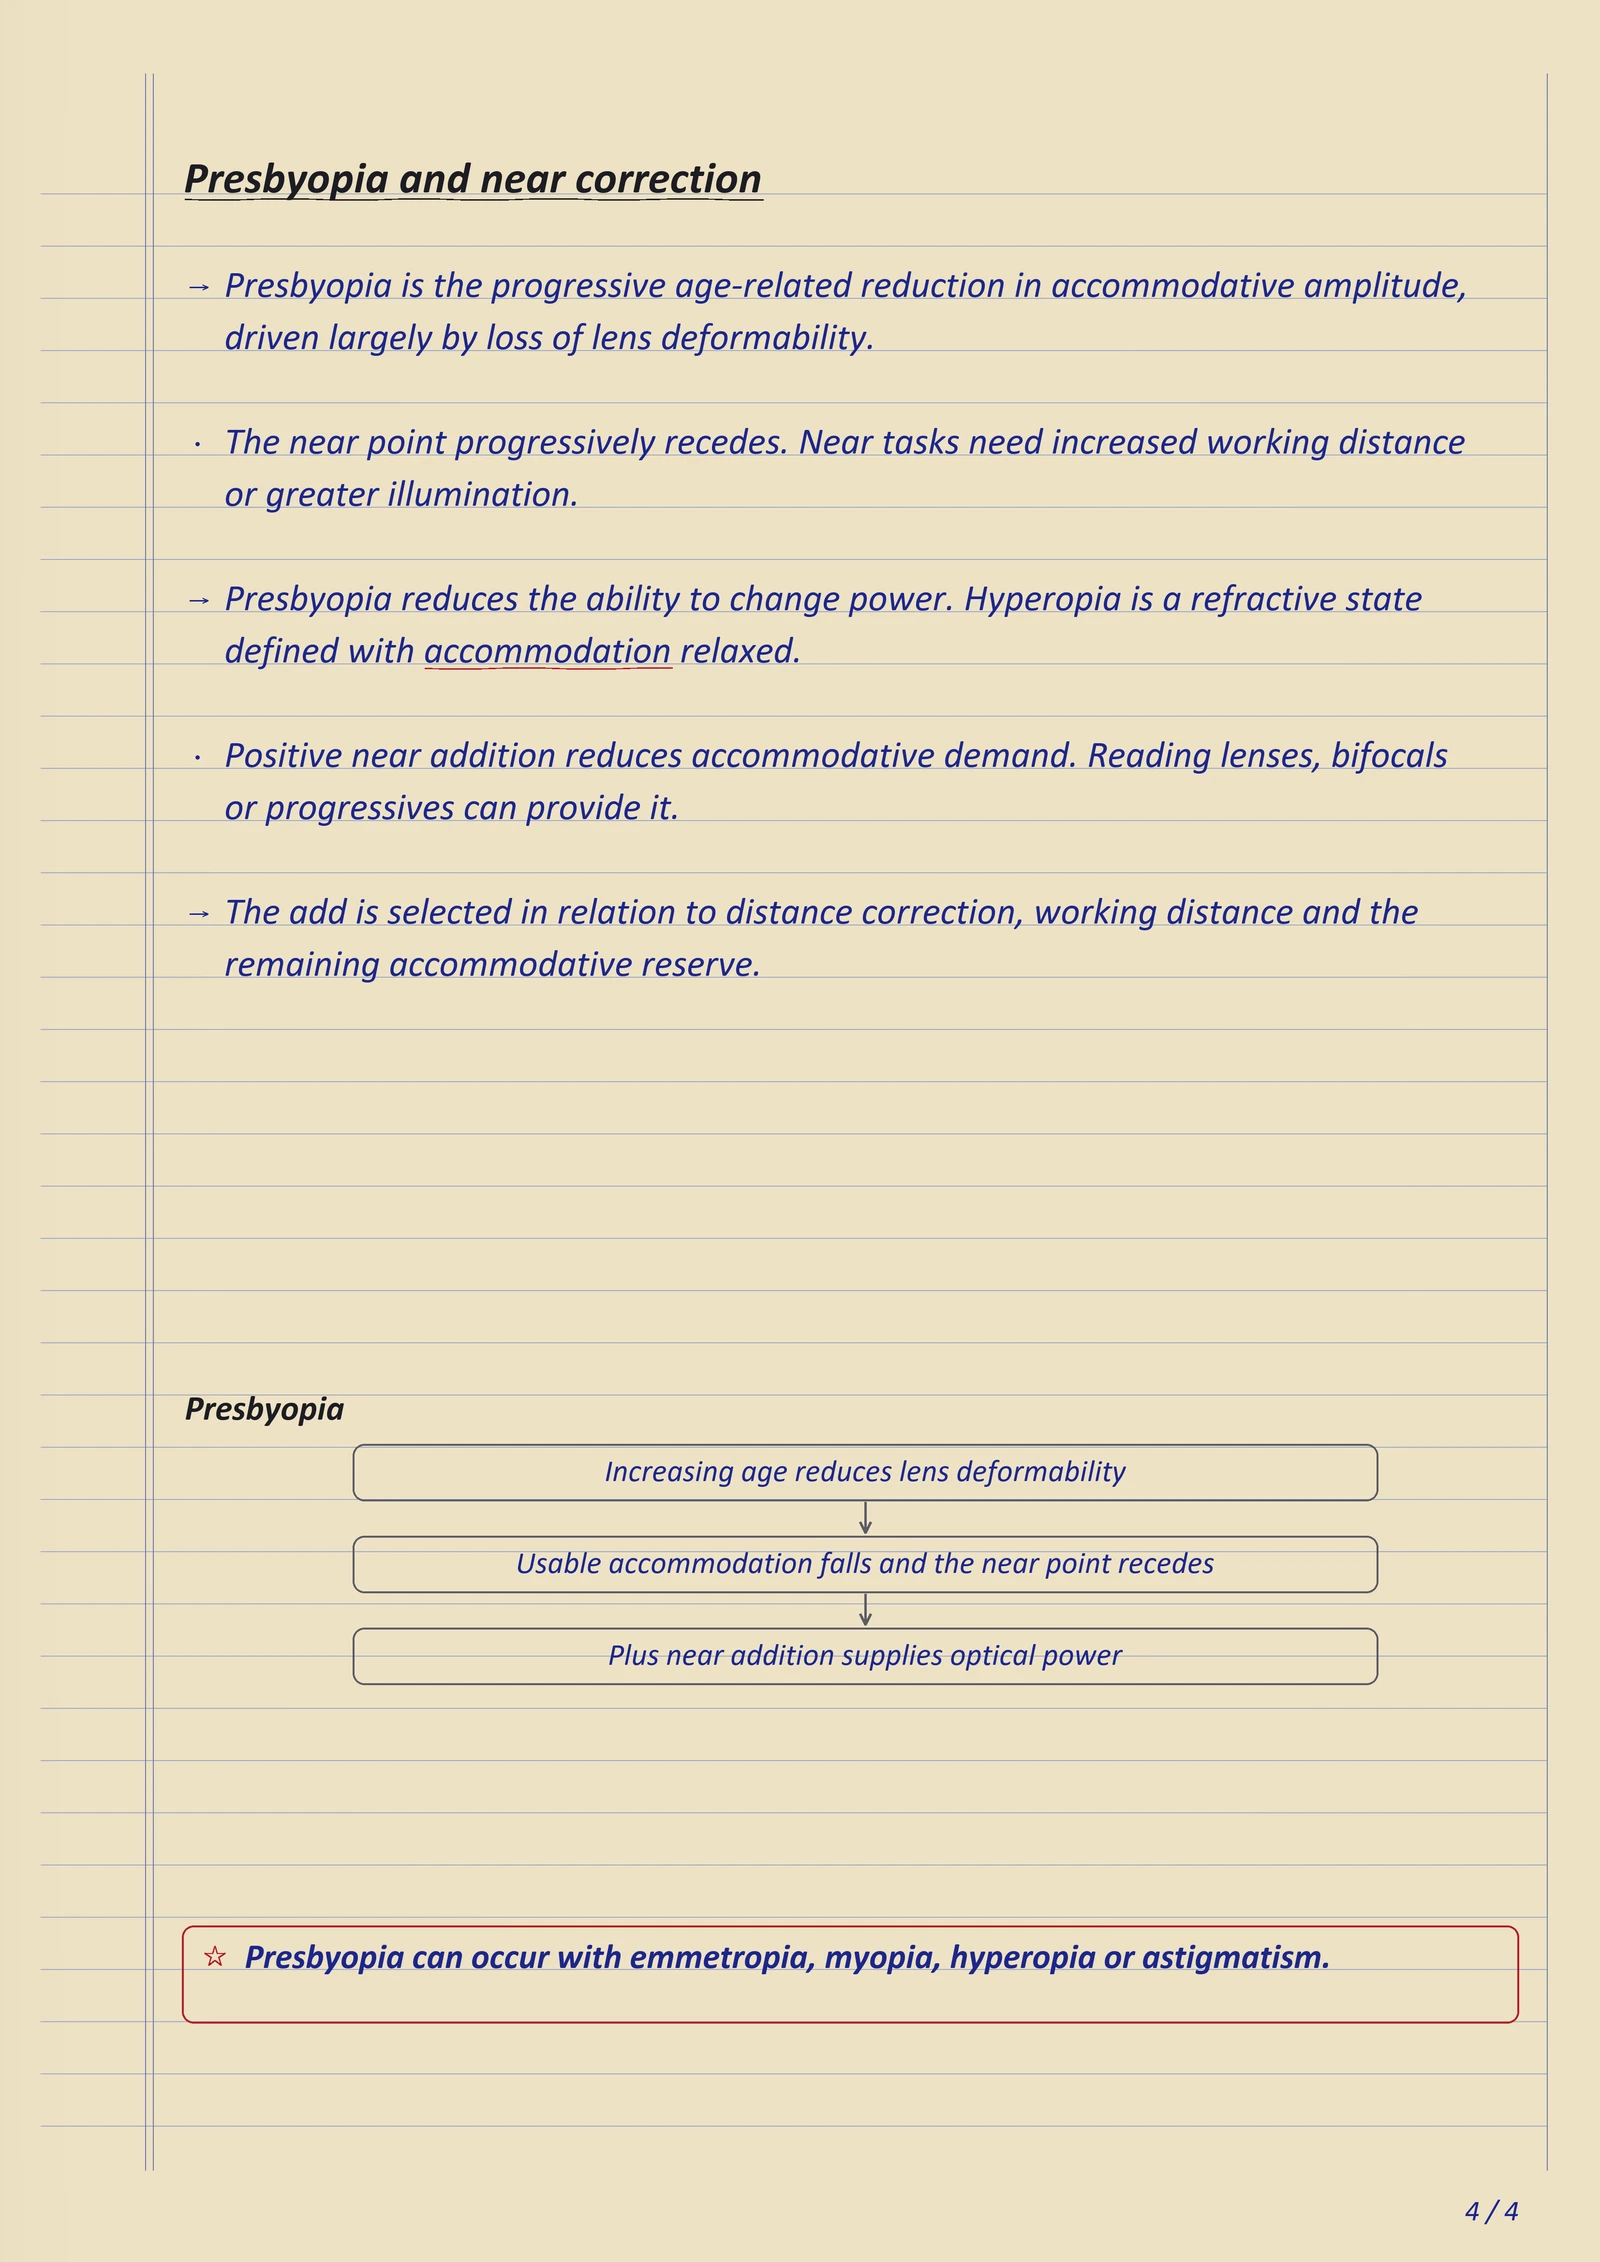 Presbyopia and near correction
→ Presbyopia is the progressive age-related reduction in accommodative amplitude,
driven largely by loss of lens deformability.
· The near point progressively recedes. Near tasks need increased working distance
or greater illumination.
→ Presbyopia reduces the ability to change power. Hyperopia is a refractive state
defined with accommodation relaxed.
· Positive near addition reduces accommodative demand. Reading lenses, bifocals
or progressives can provide it.
→ The add is selected in relation to distance correction, working distance and the
remaining accommodative reserve.
Presbyopia
Increasing age reduces lens deformability
Usable accommodation falls and the near point recedes
Plus near addition supplies optical power
☆ Presbyopia can occur with emmetropia, myopia, hyperopia or astigmatism.
4 / 4